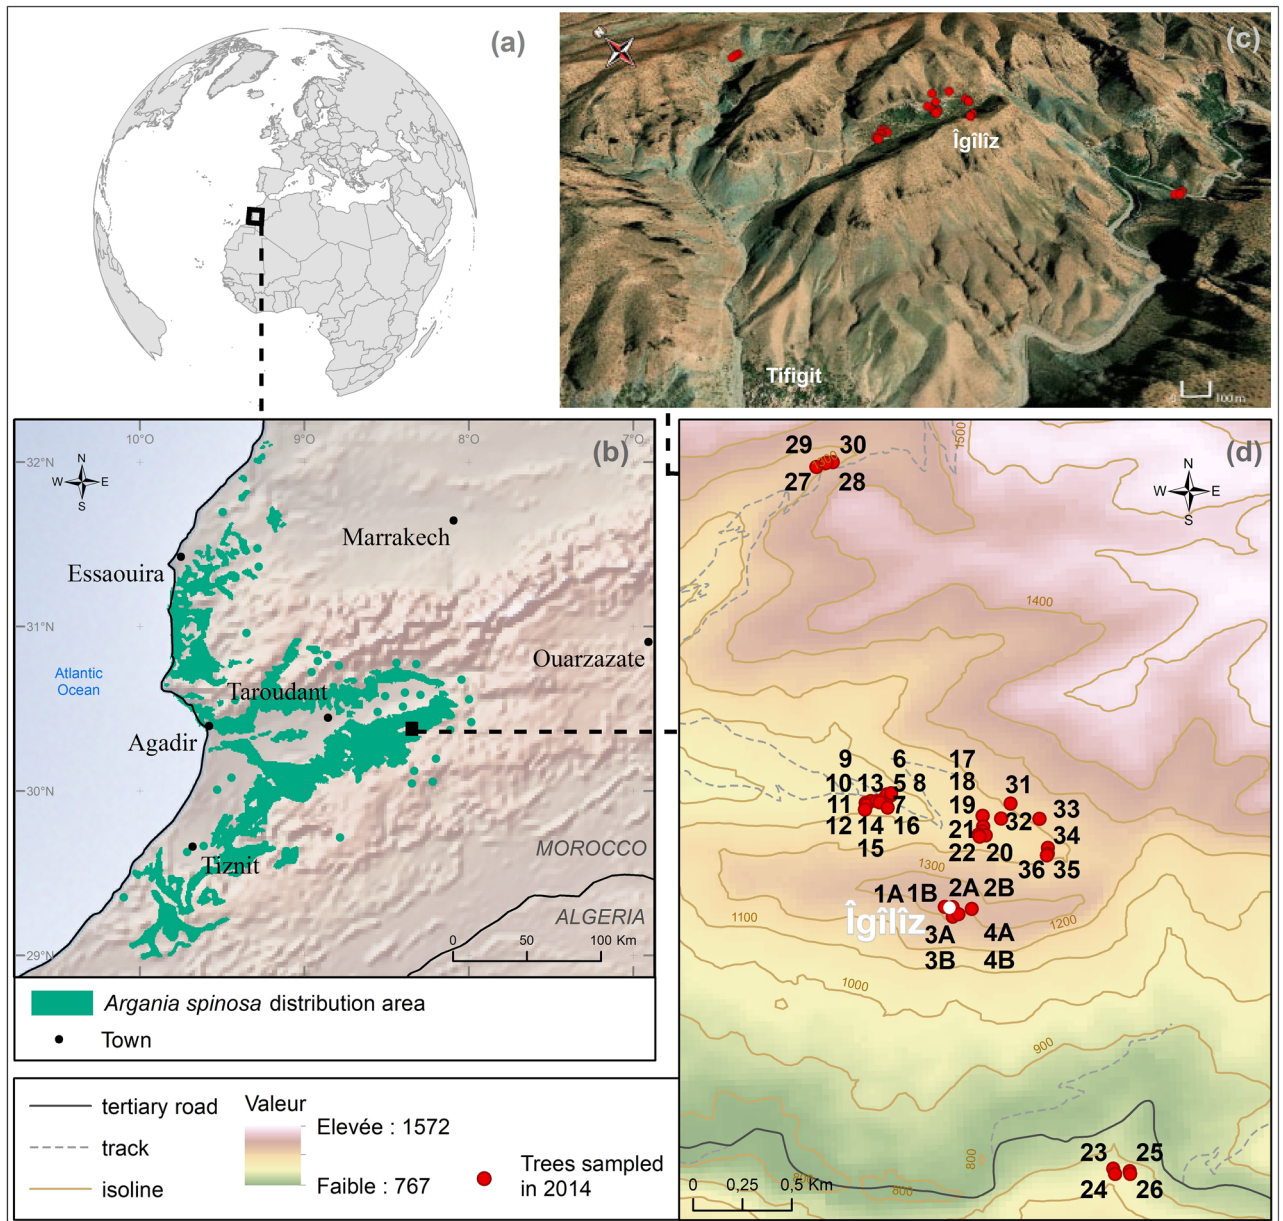 (a)
(c)
N
Îgîlîz
Tifigit
0 100 m
(b)
10°O
9°O
8°O
7°O
32°N
31°N
30°N
29°N
N
W E
S
Marrakech
Essaouira
Ouarzazate
Atlantic
Ocean
Taroudant
Agadir
Tiznit
MOROCCO
ALGERIA
0 50 100 Km
Argania spinosa distribution area
Town
(d)
N
W E
S
1500
29 30
1300
27 28
1400
9 6 17
10 13 5 8 18
31
11 7 19 33
32
12 14 16 21 34
15 22 20
36 35
1300
1A 1B 2A 2B
Îgîlîz
1100
1200
3A 4A
3B 4B
1000
900
800
800
800
23 25
24 26
0 0,25 0,5 Km
tertiary road
track
isoline
Valeur
Elevée : 1572
Faible : 767
Trees sampled
in 2014